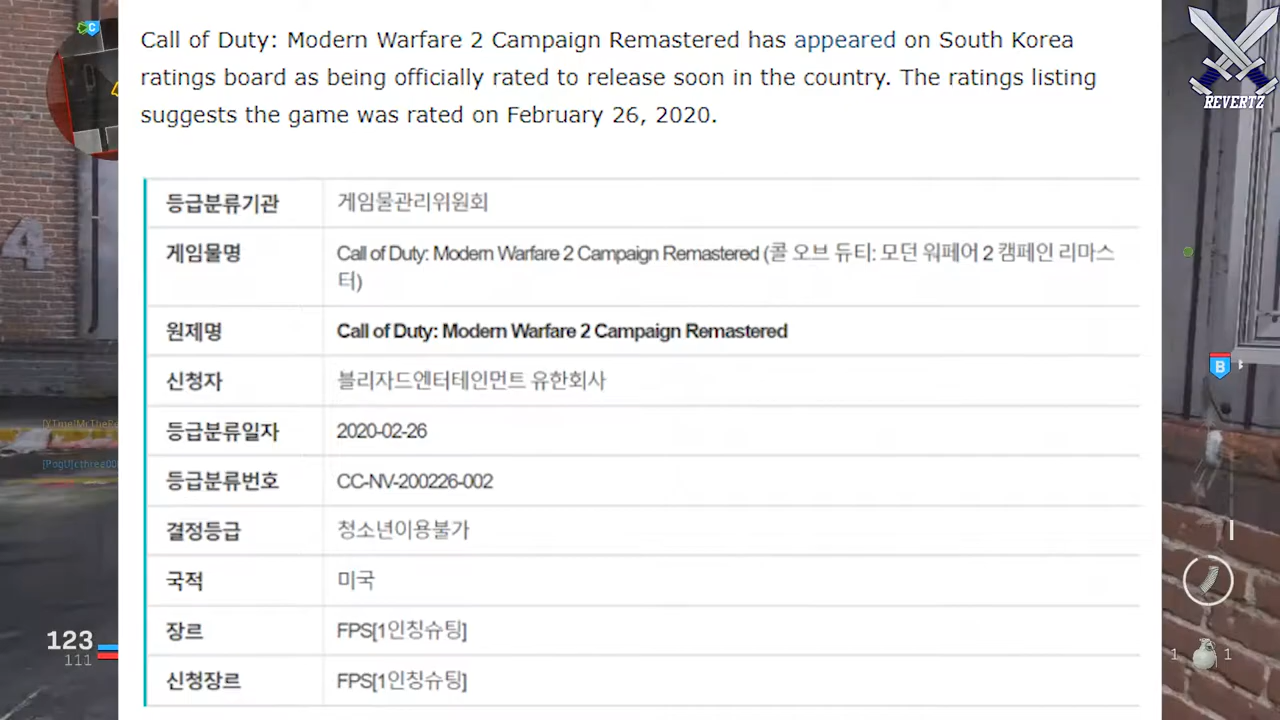 Call of Duty: Modern Warfare 2 Campaign Remastered has appeared on South Korea
ratings board as being officially rated to release soon in the country. The ratings listing
suggests the game was rated on February 26, 2020.
등급분류기관 게임물관리위원회
게임물명 Call of Duty: Modern Warfare 2 Campaign Remastered (콜 오브 듀티: 모던 워페어 2 캠페인 리마스
터)
원제명 Call of Duty: Modern Warfare 2 Campaign Remastered
신청자 블리자드엔터테인먼트 유한회사
등급분류일자 2020-02-26
등급분류번호 CC-NV-200226-002
결정등급 청소년이용불가
국적 미국
장르 FPS[1인칭슈팅]
신청장르 FPS[1인칭슈팅]
REVERTZ
C
4
B
123
111
1 1